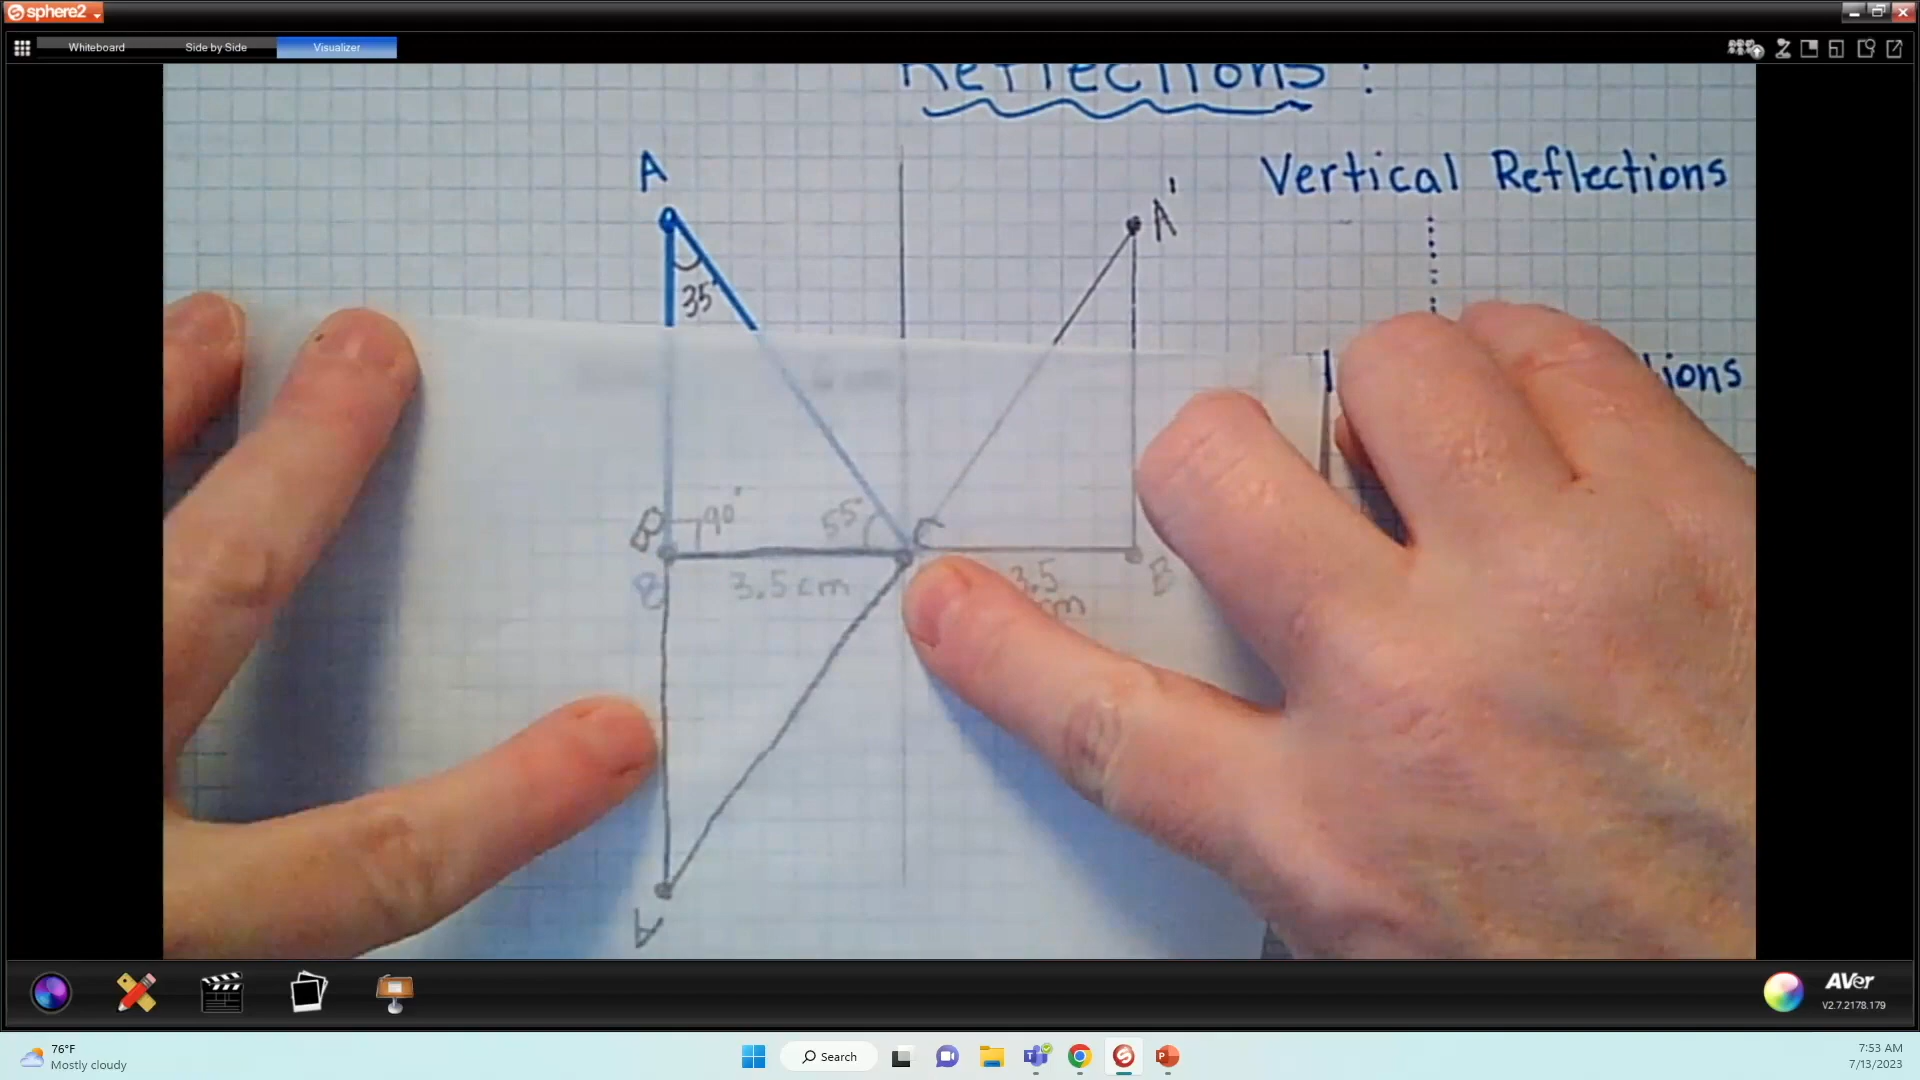 sphere2
Whiteboard
Side by Side
Visualizer
Reflections :
A
A'
Vertical Reflections
35°
ions
B
90°
55°
C
B
3.5 cm
3.5
cm
B
A
AVer
V2.7.2178.179
76°F
Mostly cloudy
Search
7:53 AM
7/13/2023